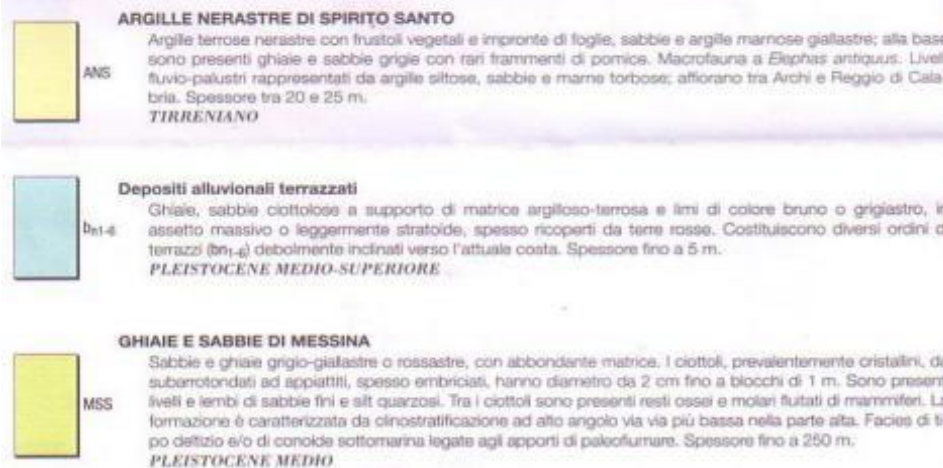 ARGILLE NERASTRE DI SPIRITO SANTO
Argille terrose nerastre con frustoli vegetali e impronte di foglie, sabbie e argille marnose giallastre; alla base
sono presenti ghiaie e sabbie grigie con rari frammenti di pomice. Macrofauna a Elephas antiquus. Livel
fluvio-palustri rappresentati da argille siltose, sabbie e marne torbose; affiorano tra Archi e Reggio di Cala
bria. Spessore tra 20 e 25 m.
ANS
TIRRENIANO
Depositi alluvionali terrazzati
Ghiaie, sabbie ciottolose a supporto di matrice argilloso-terrosa e limi di colore bruno o grigiastro, i
assetto massivo o leggermente stratoide, spesso ricoperti da terre rosse. Costituiscono diversi ordini d
terrazzi (bn1-6) debolmente inclinati verso l'attuale costa. Spessore fino a 5 m.
bn1-6
PLEISTOCENE MEDIO-SUPERIORE
GHIAIE E SABBIE DI MESSINA
Sabbie e ghiaie grigio-giallastre o rossastre, con abbondante matrice. I ciottoli, prevalentemente cristallini, da
subarrotondati ad appiattiti, spesso embriciati, hanno diametro da 2 cm fino a blocchi di 1 m. Sono present
livelli e lembi di sabbie fini e silt quarzosi. Tra i ciottoli sono presenti resti ossei e molari fluitati di mammiferi. La
formazione è caratterizzata da clinostratificazione ad alto angolo via via più bassa nella parte alta. Facies di ti
po deltizio e/o di conoide sottomarina legate agli apporti di paleofiumare. Spessore fino a 250 m.
MSS
PLEISTOCENE MEDIO